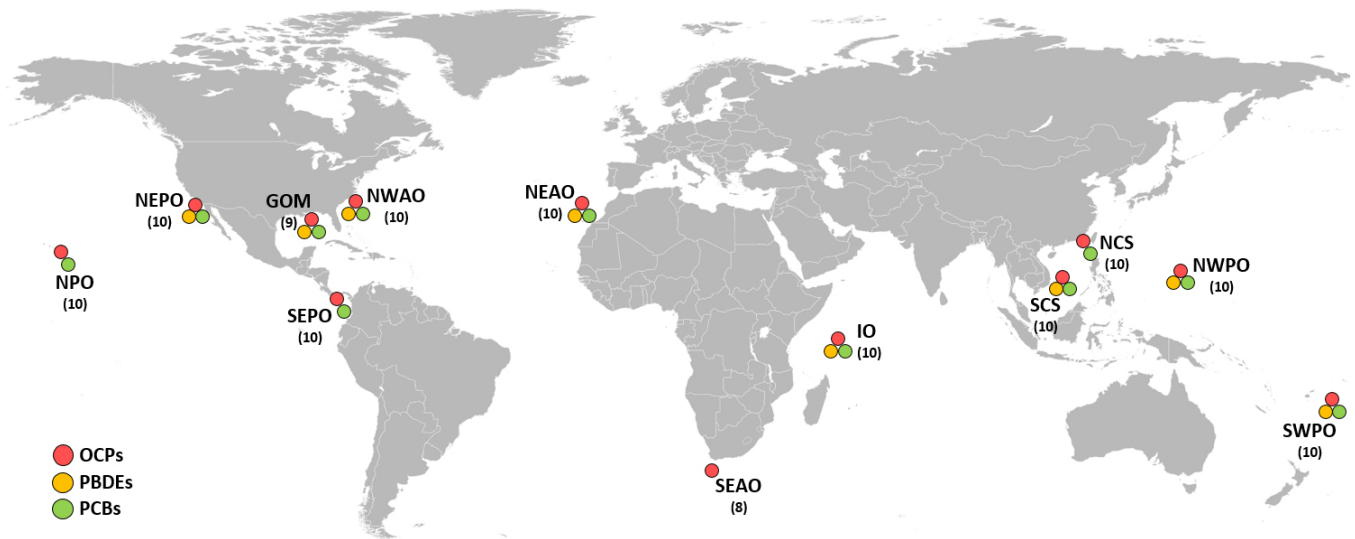 NEPO
(10)
GOM
(9)
NWAO
(10)
NEAO
(10)
NCS
(10)
NPO
(10)
NWPO
(10)
SEPO
(10)
SCS
(10)
IO
(10)
SWPO
(10)
OCPs
PBDEs
PCBs
SEAO
(8)